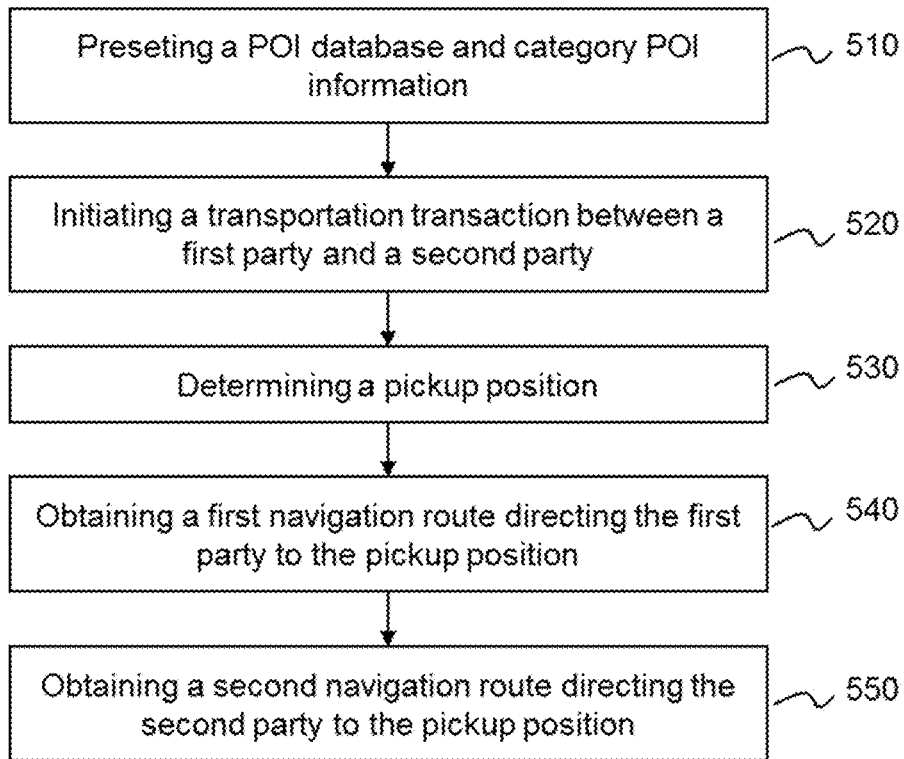 Preseting a POI database and category POI
information
510
Initiating a transportation transaction between a
first party and a second party
520
Determining a pickup position
530
Obtaining a first navigation route directing the first
party to the pickup position
540
Obtaining a second navigation route directing the
second party to the pickup position
550